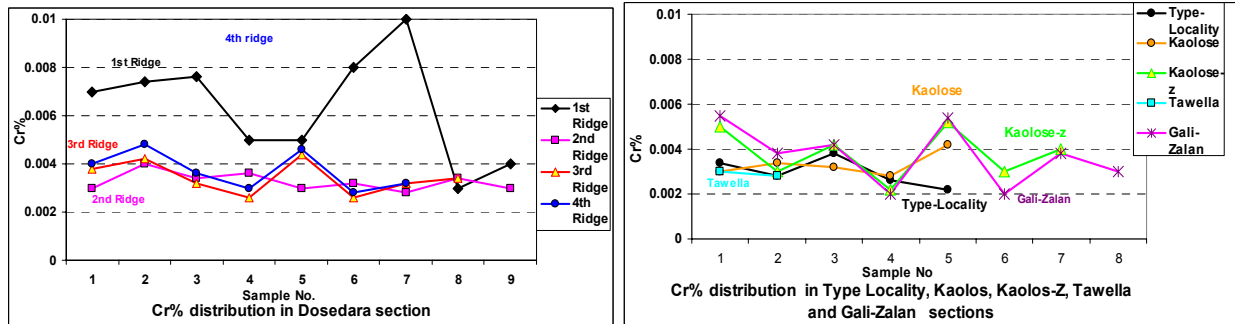 0.01
0.008
0.006
0.004
0.002
0
Cr%
4th ridge
1st Ridge
3rd Ridge
2nd Ridge
1 2 3 4 5 6 7 8 9
Sample No.
Cr% distribution in Dosedara section
1st
Ridge
2nd
Ridge
3rd
Ridge
4th
Ridge
0.01
0.008
0.006
0.004
0.002
0
Cr%
Kaolose
Kaolose-z
Tawella
Type-Locality
Gali-Zalan
1 2 3 4 5 6 7 8
Sample No
Cr% distribution in Type Locality, Kaolos, Kaolos-Z, Tawella
and Gali-Zalan sections
Type-
Locality
Kaolose
Kaolose-
z
Tawella
Gali-
Zalan